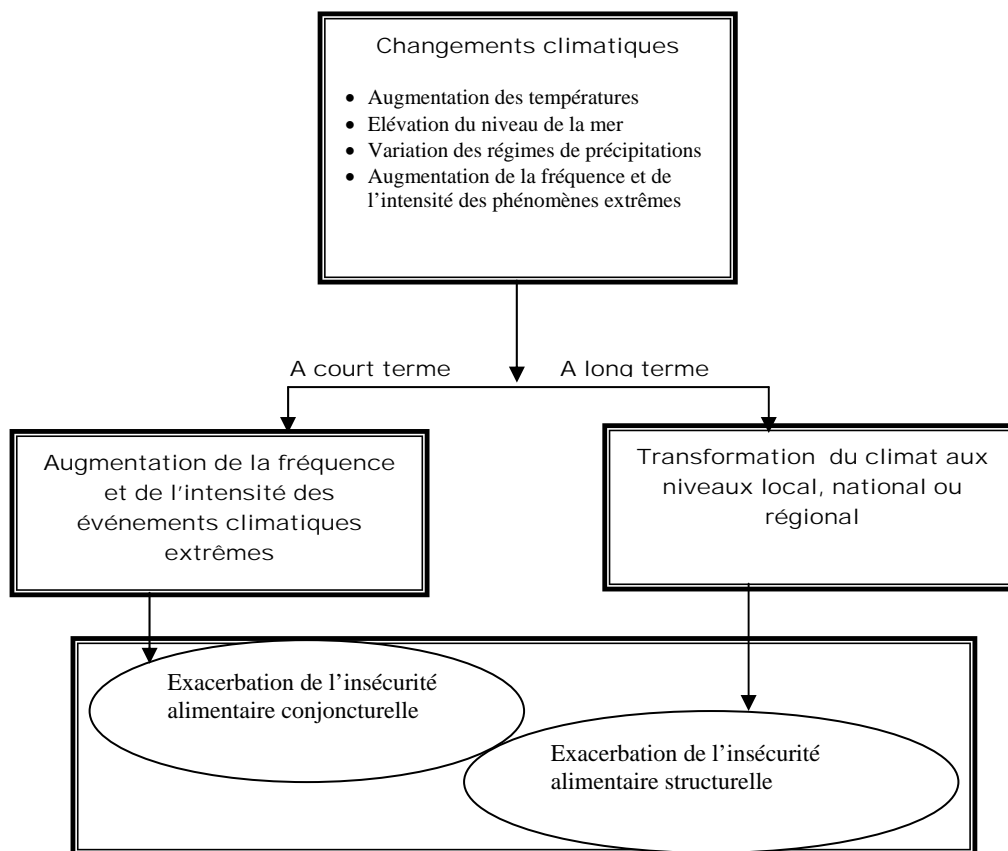 Changements climatiques
• Augmentation des températures
• Elévation du niveau de la mer
• Variation des régimes de précipitations
• Augmentation de la fréquence et de
l’intensité des phénomènes extrêmes
A court terme
A long terme
Augmentation de la fréquence
et de l’intensité des
événements climatiques
extrêmes
Transformation du climat aux
niveaux local, national ou
régional
Exacerbation de l’insécurité
alimentaire conjoncturelle
Exacerbation de l’insécurité
alimentaire structurelle